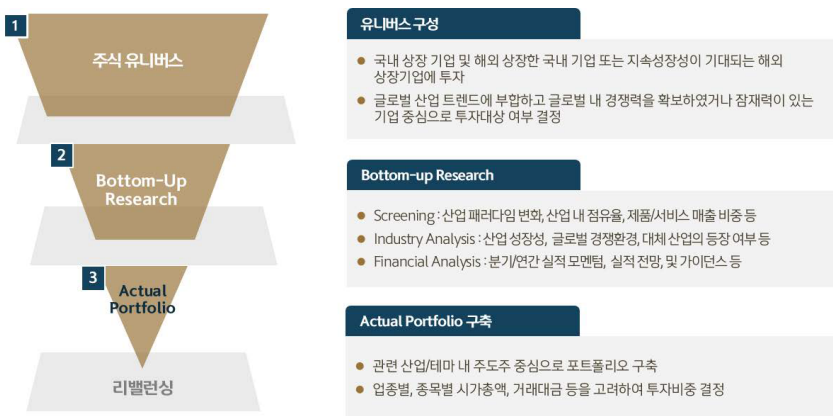 1
주식 유니버스
2
Bottom-Up
Research
3
Actual
Portfolio
리밸런싱
유니버스 구성
● 국내 상장 기업 및 해외 상장한 국내 기업 또는 지속성장성이 기대되는 해외
상장기업에 투자
● 글로벌 산업 트렌드에 부합하고 글로벌 내 경쟁력을 확보하였거나 잠재력이 있는
기업 중심으로 투자대상 여부 결정
Bottom-up Research
● Screening : 산업 패러다임 변화, 산업 내 점유율, 제품/서비스 매출 비중 등
● Industry Analysis : 산업 성장성, 글로벌 경쟁환경, 대체 산업의 등장 여부 등
● Financial Analysis : 분기/연간 실적 모멘텀, 실적 전망, 및 가이던스 등
Actual Portfolio 구축
● 관련 산업/테마 내 주도주 중심으로 포트폴리오 구축
● 업종별, 종목별 시가총액, 거래대금 등을 고려하여 투자비중 결정